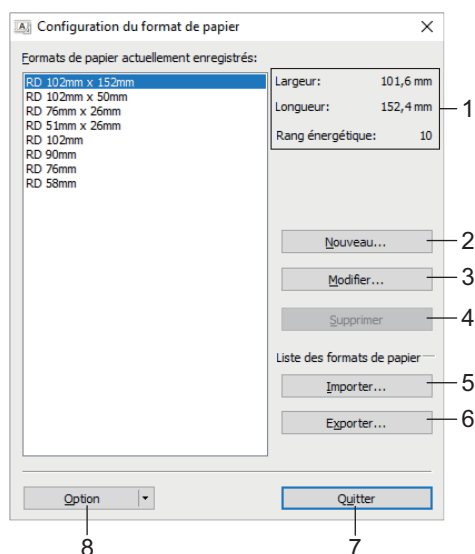 A
Configuration du format de papier
Formats de papier actuellement enregistrés:
RD 102mm x 152mm
RD 102mm x 50mm
RD 76mm x 26mm
RD 51mm x 26mm
RD 102mm
RD 90mm
RD 76mm
RD 58mm
Largeur: 101,6 mm
Longueur: 152,4 mm
Rang énergétique: 10
1
Nouveau... 2
Modifier... 3
Supprimer 4
Liste des formats de papier
Importer... 5
Exporter... 6
Option
Quitter
8
7